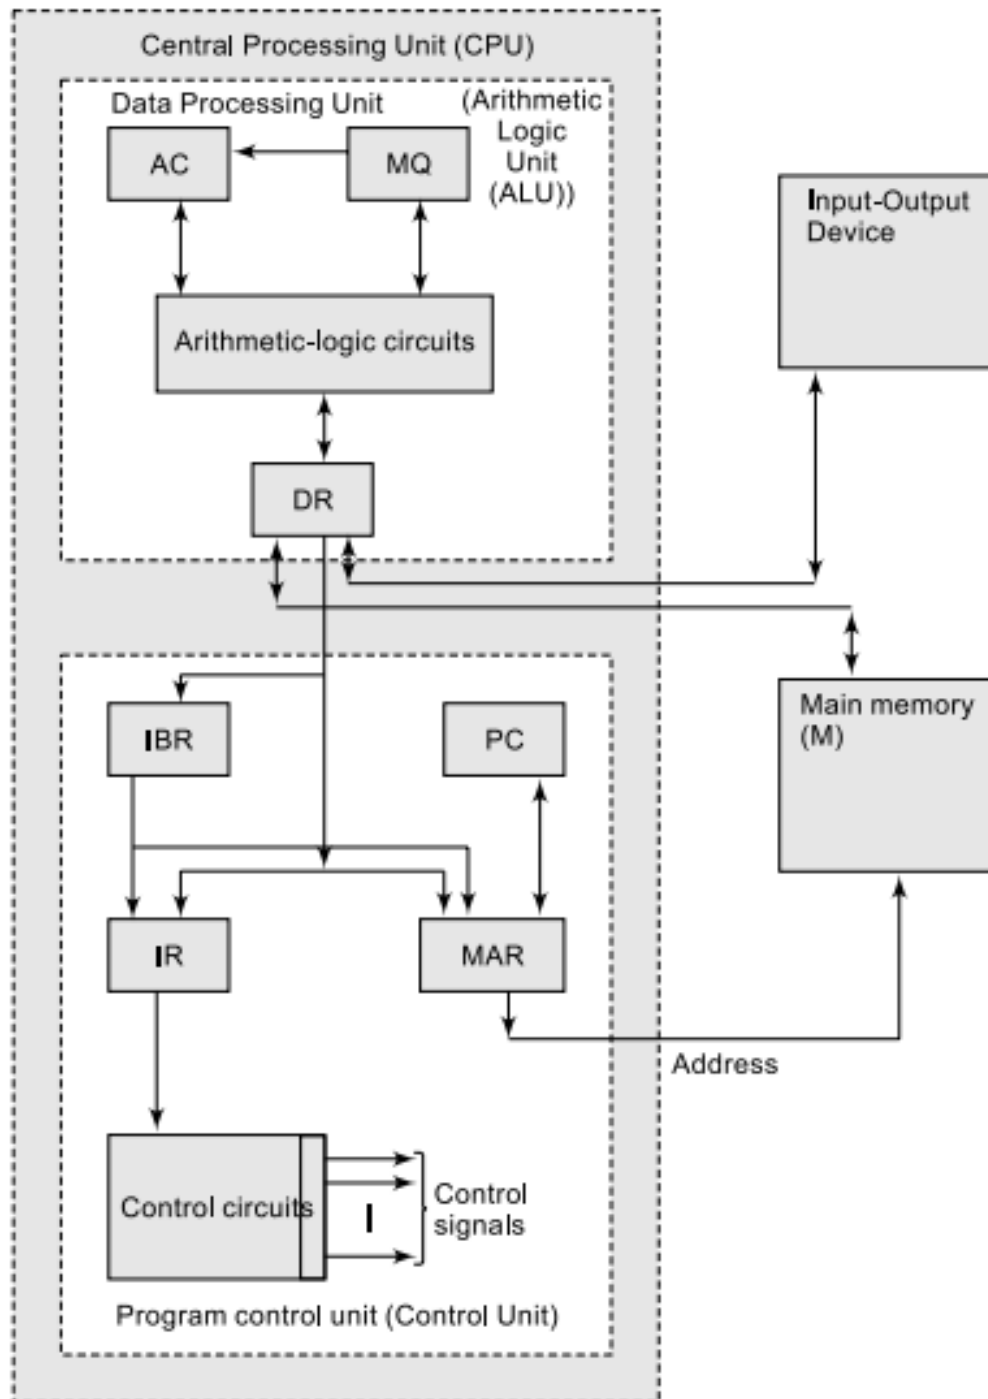 Central Processing Unit (CPU)
Data Processing Unit
(Arithmetic
Logic
Unit
(ALU))
AC
MQ
Arithmetic-logic circuits
DR
Input-Output
Device
IBR
PC
Main memory
(M)
IR
MAR
Address
Control circuits
Control
signals
Program control unit (Control Unit)